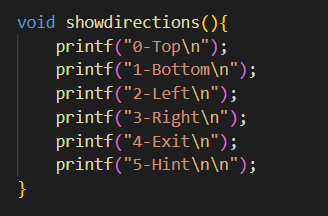 void showdirections(){
    printf("0-Top\n");
    printf("1-Bottom\n");
    printf("2-Left\n");
    printf("3-Right\n");
    printf("4-Exit\n");
    printf("5-Hint\n\n");
}